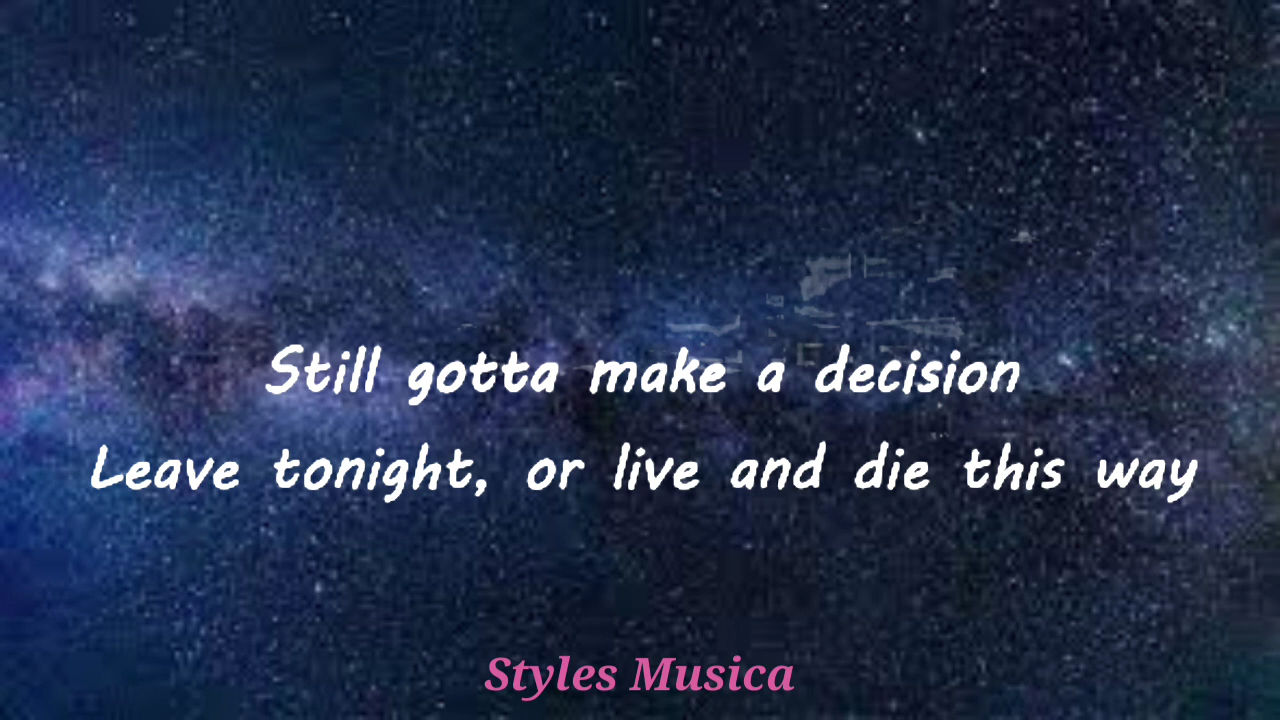 Still gotta make a decision
Leave tonight, or live and die this way
Styles Musica